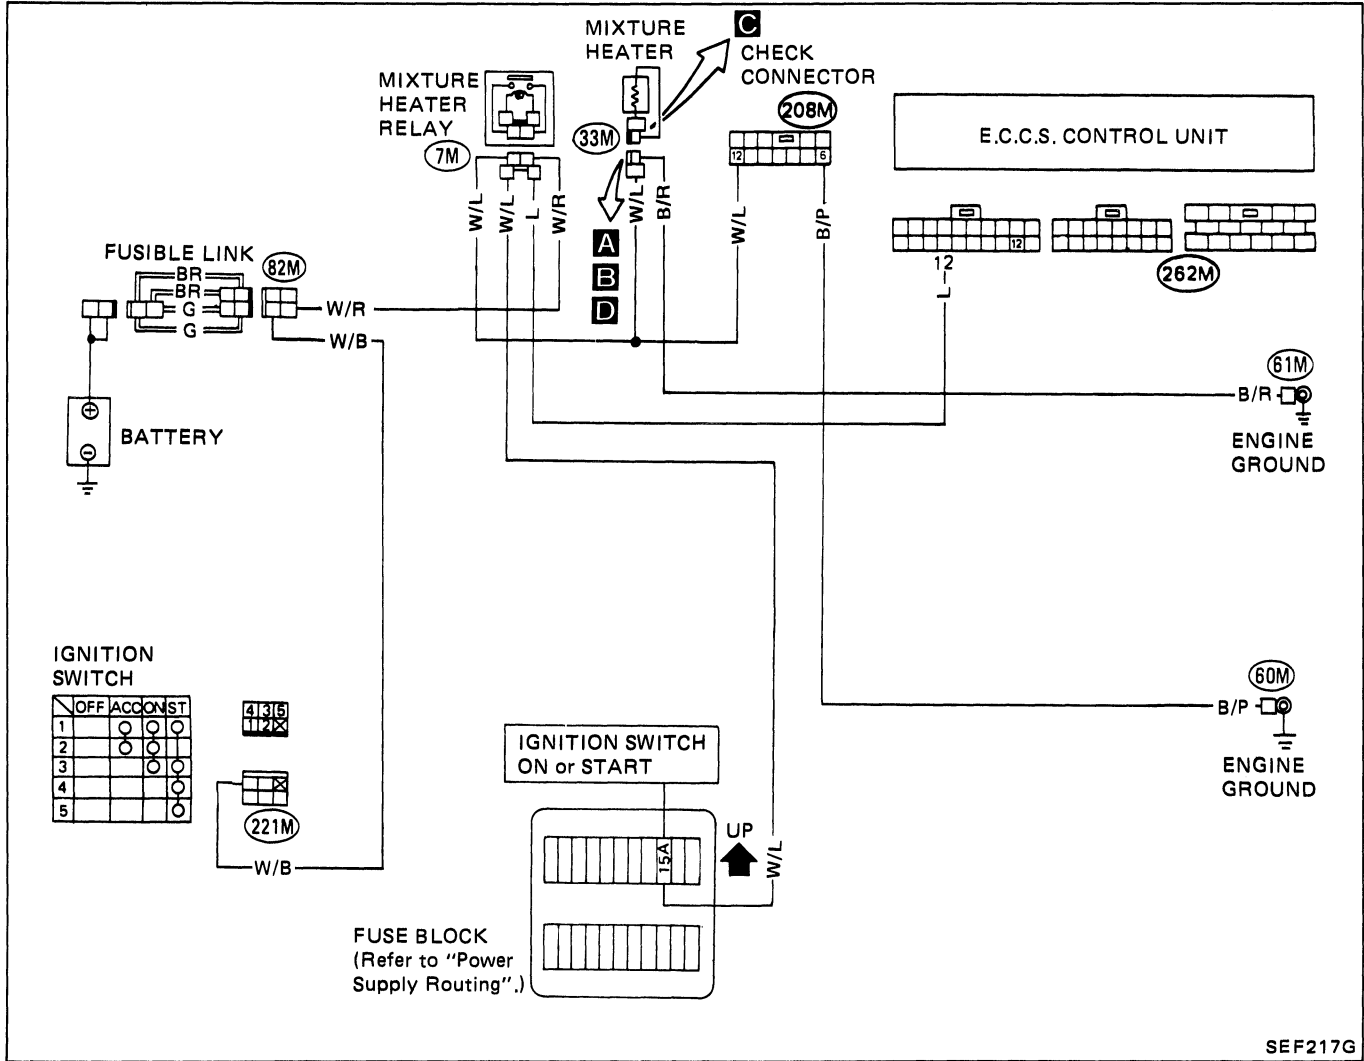 MIXTURE
HEATER
C
CHECK
CONNECTOR
MIXTURE
HEATER
RELAY
7M
33M
208M
12
6
E.C.C.S. CONTROL UNIT
W/L
W/L
L
W/R
W/L
B/R
W/L
B/P
A
B
D
12
12
L
262M
FUSIBLE LINK
82M
BR
BR
G
G
W/R
W/B
61M
B/R
ENGINE
GROUND
+
BATTERY
-
IGNITION
SWITCH
OFF ACC ON ST
1
2
3
4
5
4 3 5
1 2
221M
W/B
IGNITION SWITCH
ON or START
15A
UP
W/L
FUSE BLOCK
(Refer to "Power
Supply Routing".)
60M
B/P
ENGINE
GROUND
SEF217G